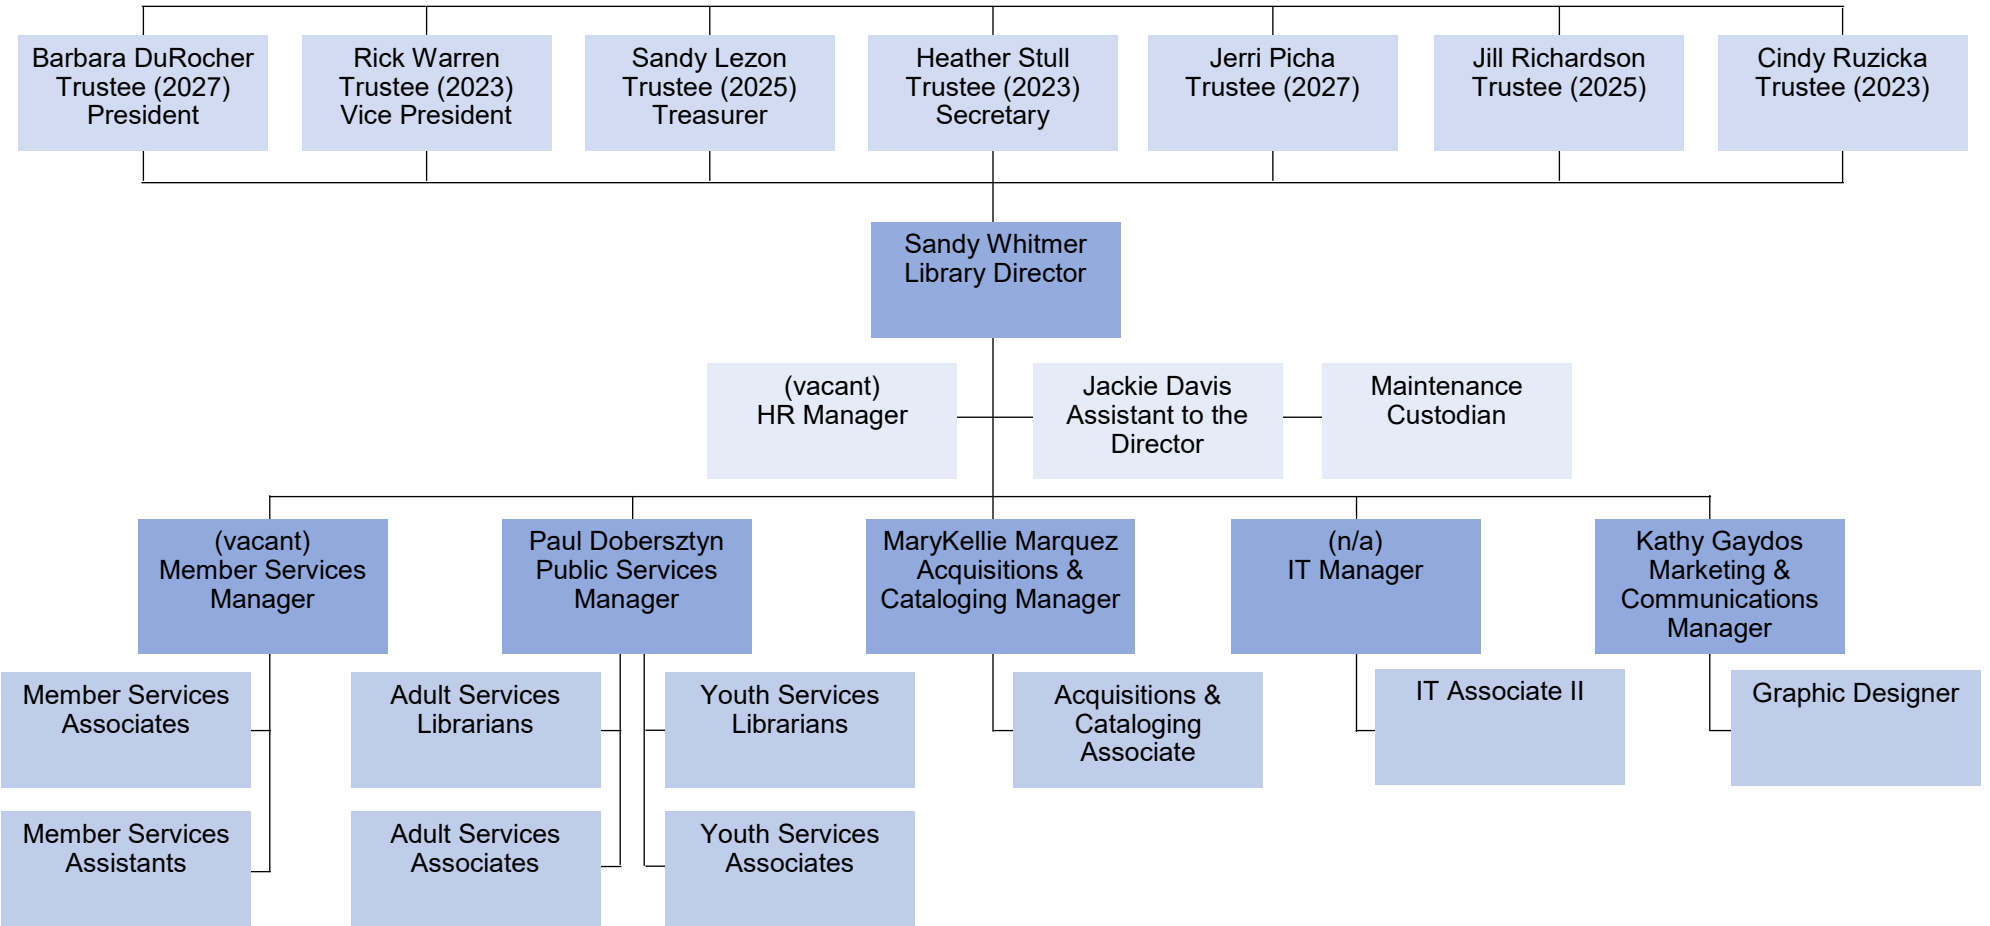 Barbara DuRocher
Trustee (2027)
President
Rick Warren
Trustee (2023)
Vice President
Sandy Lezon
Trustee (2025)
Treasurer
Heather Stull
Trustee (2023)
Secretary
Jerri Picha
Trustee (2027)
Jill Richardson
Trustee (2025)
Cindy Ruzicka
Trustee (2023)
Sandy Whitmer
Library Director
(vacant)
HR Manager
Jackie Davis
Assistant to the
Director
Maintenance
Custodian
(vacant)
Member Services
Manager
Paul Dobersztyn
Public Services
Manager
MaryKellie Marquez
Acquisitions &
Cataloging Manager
(n/a)
IT Manager
Kathy Gaydos
Marketing &
Communications
Manager
Member Services
Associates
Adult Services
Librarians
Youth Services
Librarians
Acquisitions &
Cataloging
Associate
IT Associate II
Graphic Designer
Member Services
Assistants
Adult Services
Associates
Youth Services
Associates